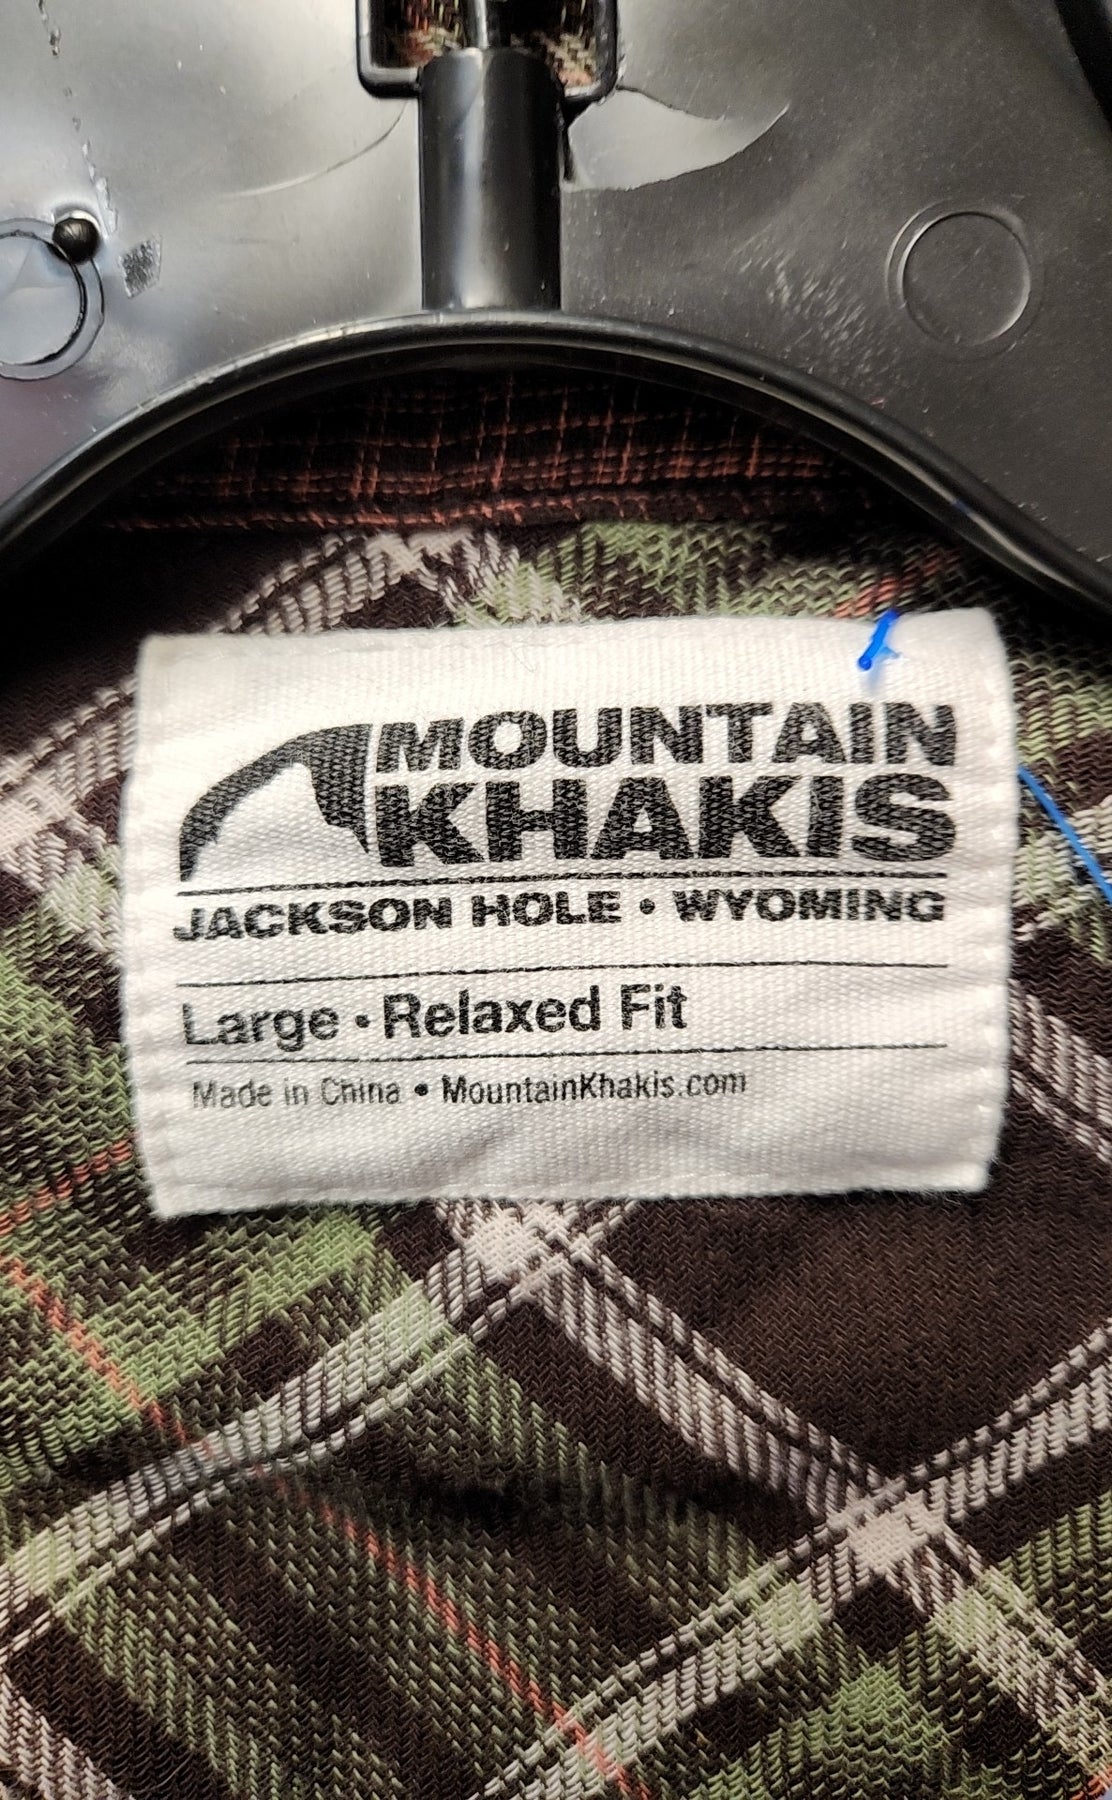 MOUNTAIN
KHAKIS
JACKSON HOLE • WYOMING
Large • Relaxed Fit
Made in China • MountainKhakis.com